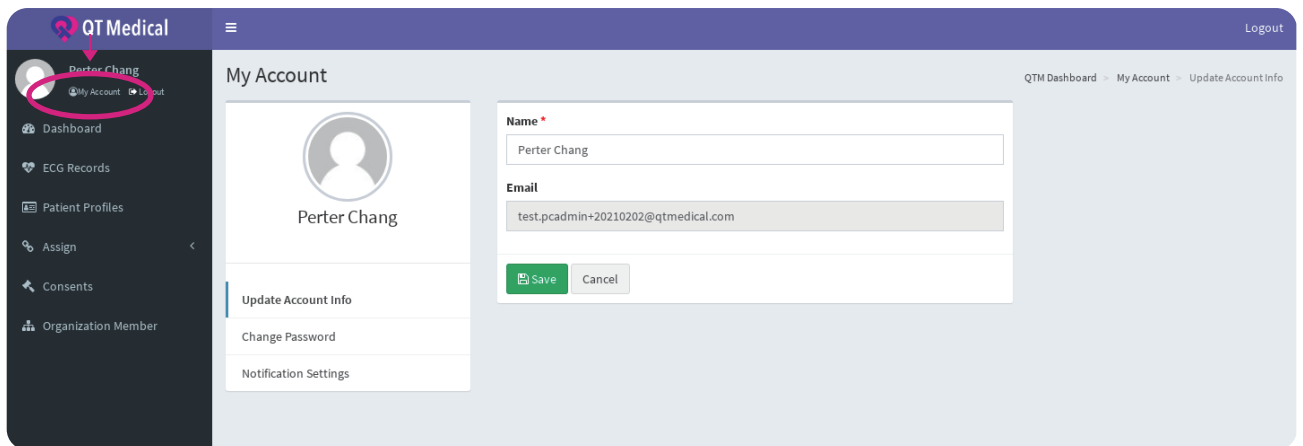 QT Medical
Logout
Perter Chang
My Account Logout
Dashboard
ECG Records
Patient Profiles
Assign
Consents
Organization Member
My Account
QTM Dashboard > My Account > Update Account Info
Perter Chang
Update Account Info
Change Password
Notification Settings
Name *
Perter Chang
Email
test.pcadmin+20210202@qtmedical.com
Save Cancel